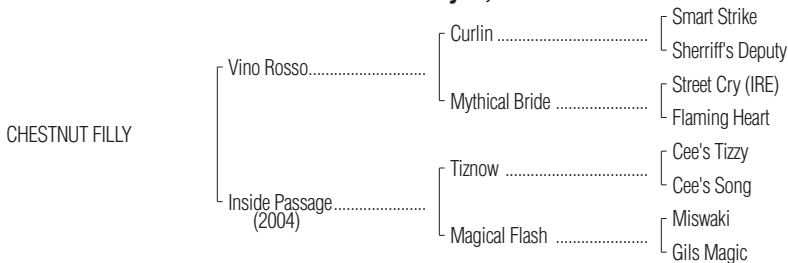 Smart Strike
Curlin
Sherriff's Deputy
Vino Rosso
Street Cry (IRE)
Mythical Bride
Flaming Heart
CHESTNUT FILLY
Cee's Tizzy
Tiznow
Cee's Song
Inside Passage
(2004)
Miswaki
Magical Flash
Gils Magic